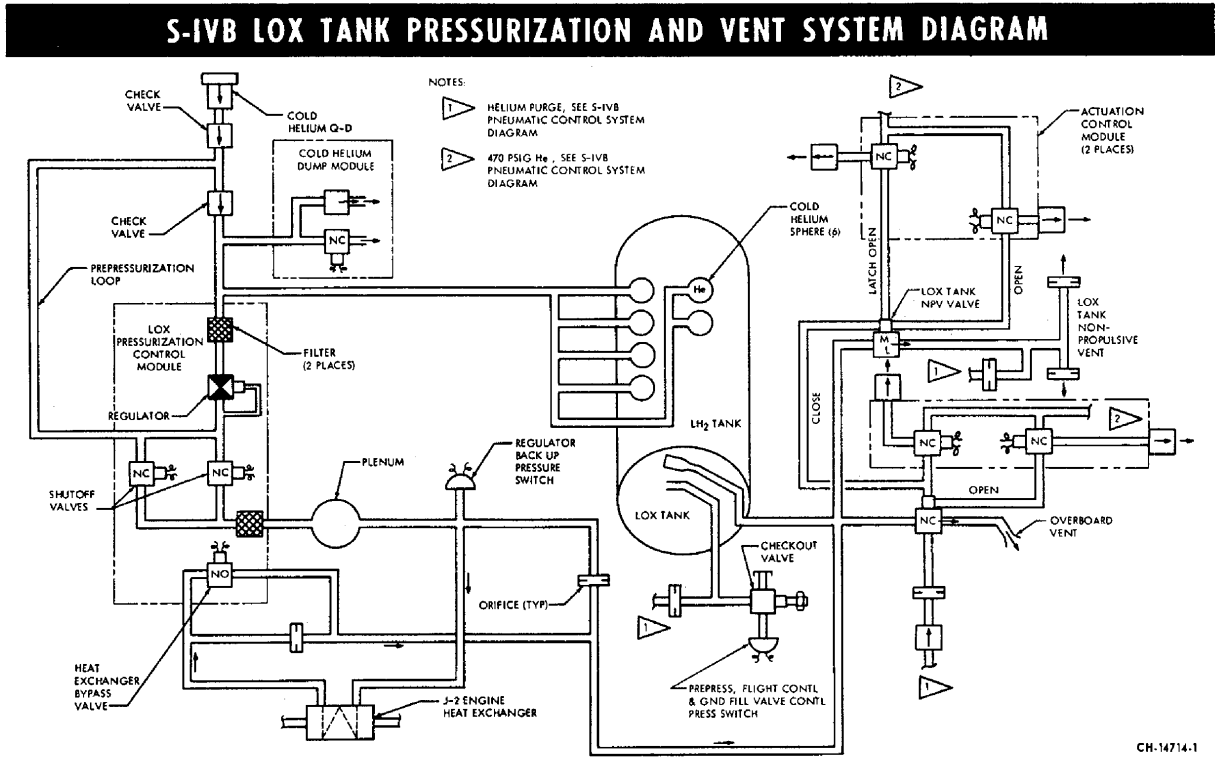 S-IVB LOX TANK PRESSURIZATION AND VENT SYSTEM DIAGRAM
CHECK
VALVE
COLD
HELIUM Q-D
COLD HELIUM
DUMP MODULE
NC
CHECK
VALVE
PREPRESSURIZATION
LOOP
NOTES:
1
HELIUM PURGE, SEE S-IVB
PNEUMATIC CONTROL SYSTEM
DIAGRAM
2
470 PSIG He , SEE S-IVB
PNEUMATIC CONTROL SYSTEM
DIAGRAM
2
ACTUATION
CONTROL
MODULE
(2 PLACES)
NC
NC
COLD
HELIUM
SPHERE (6)
He
LATCH OPEN
OPEN
LOX TANK
NPV VALVE
M
L
LOX
TANK
NON-
PROPULSIVE
VENT
1
LOX
PRESSURIZATION
CONTROL
MODULE
FILTER
(2 PLACES)
REGULATOR
CLOSE
2
LH2 TANK
NC
NC
NC
NC
SHUTOFF
VALVES
PLENUM
REGULATOR
BACK UP
PRESSURE
SWITCH
OPEN
LOX TANK
NC
OVERBOARD
VENT
CHECKOUT
VALVE
NO
ORIFICE (TYP)
1
HEAT
EXCHANGER
BYPASS
VALVE
J-2 ENGINE
HEAT EXCHANGER
PREPRESS, FLIGHT CONTL
& GND FILL VALVE CONTL
PRESS SWITCH
1
CH-14714-1